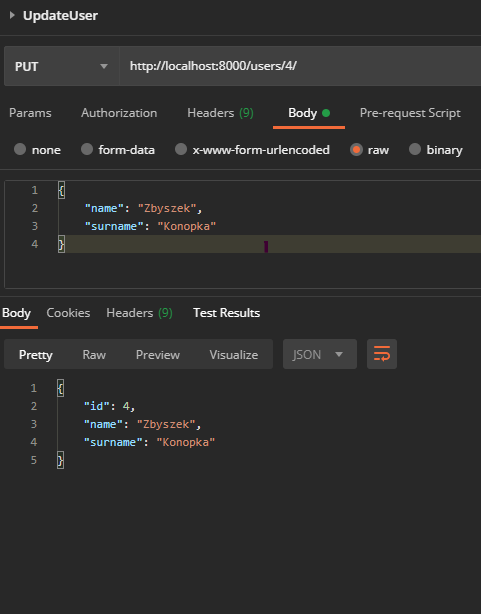 UpdateUser
PUT http://localhost:8000/users/4/
Params Authorization Headers (9) Body Pre-request Script
none form-data x-www-form-urlencoded raw binary
1 {
2 "name": "Zbyszek",
3 "surname": "Konopka"
4 }
Body Cookies Headers (9) Test Results
Pretty Raw Preview Visualize JSON
1 {
2 "id": 4,
3 "name": "Zbyszek",
4 "surname": "Konopka"
5 }